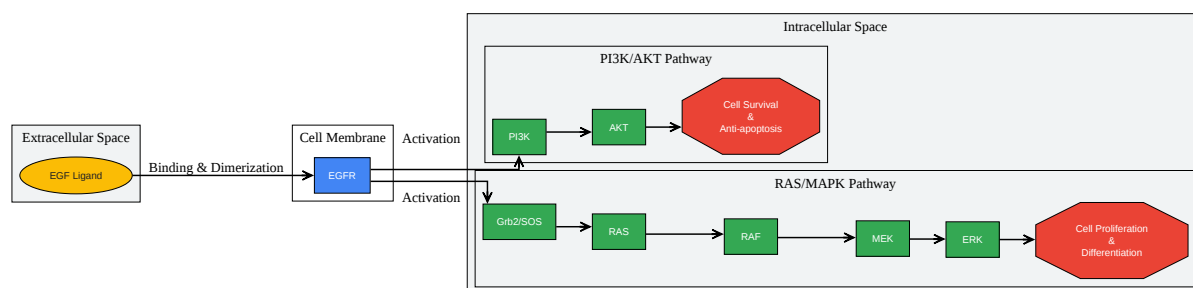 Intracellular Space
PI3K/AKT Pathway
Cell Survival
&
Anti-apoptosis
AKT
PI3K
Extracellular Space
EGF Ligand
Binding & Dimerization
Cell Membrane
EGFR
Activation
Activation
RAS/MAPK Pathway
Grb2/SOS
RAS
RAF
MEK
ERK
Cell Proliferation
&
Differentiation